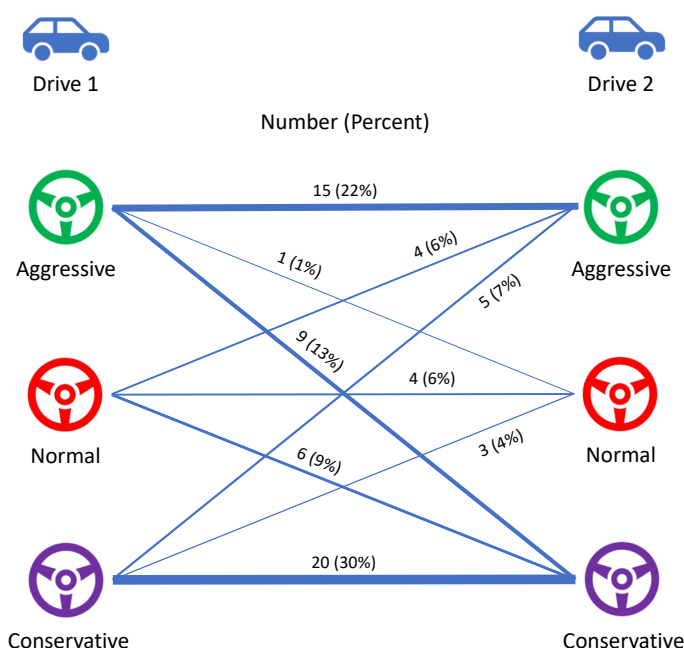 Drive 1
Drive 2
Number (Percent)
15 (22%)
4 (6%)
1 (1%)
5 (7%)
Aggressive
Aggressive
9 (13%)
4 (6%)
Normal
Normal
3 (4%)
6 (9%)
20 (30%)
Conservative
Conservative